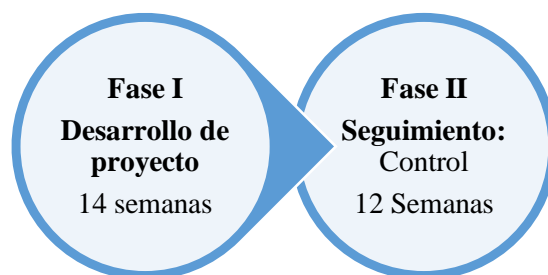 Fase I
Desarrollo de
proyecto
14 semanas
Fase II
Seguimiento:
Control
12 Semanas